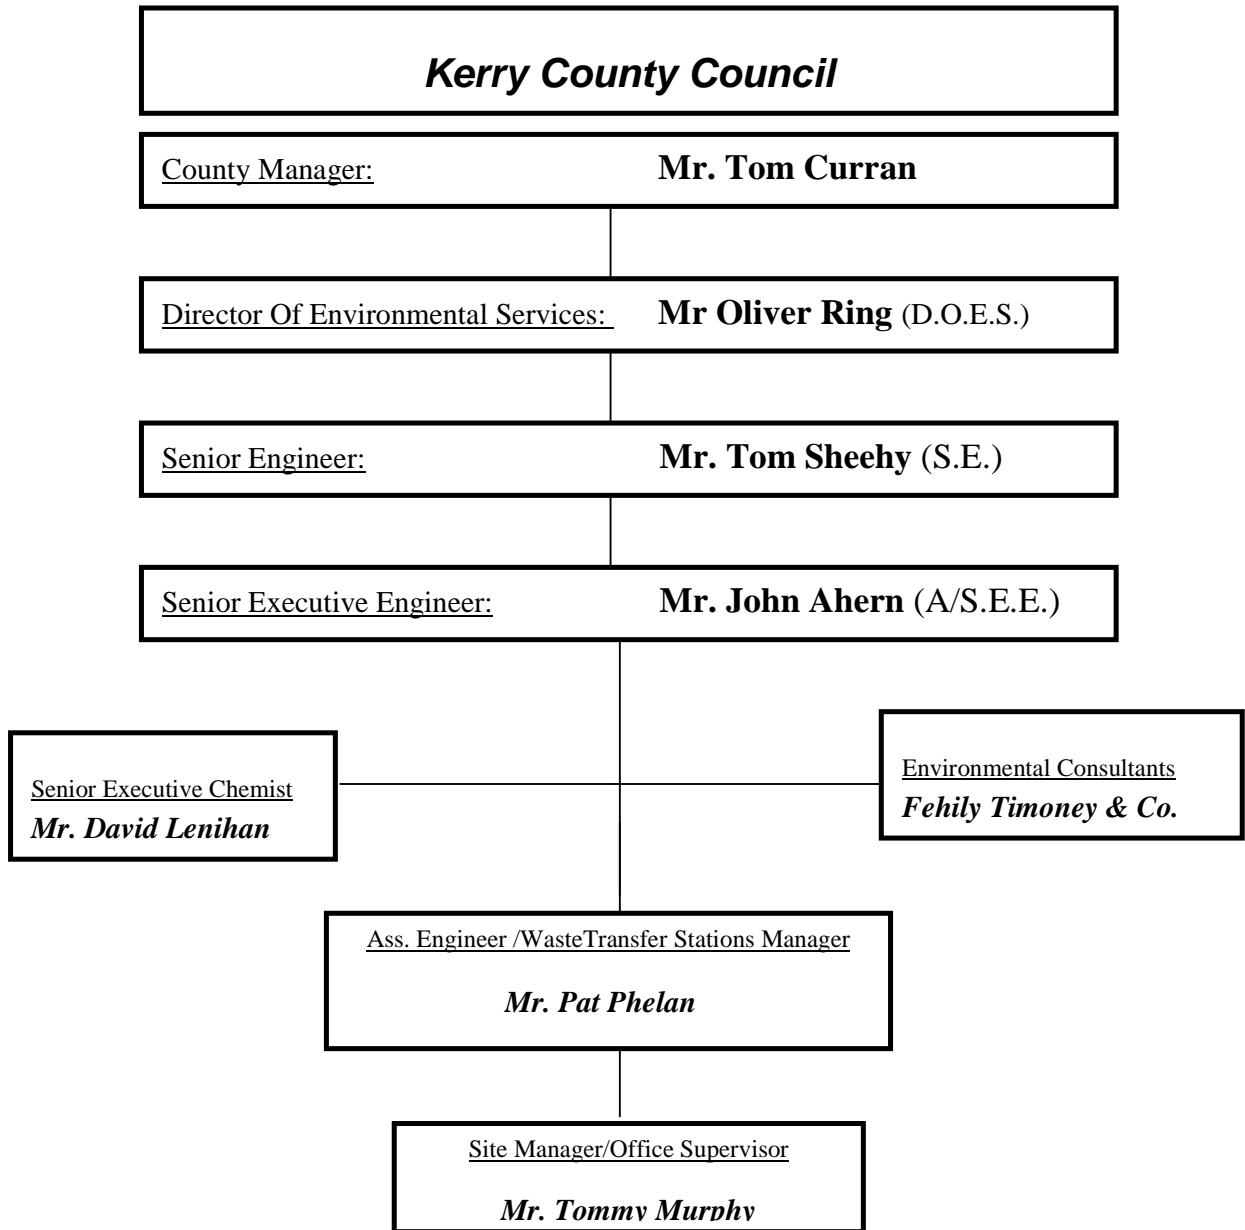 Kerry County Council
County Manager: Mr. Tom Curran
Director Of Environmental Services: Mr Oliver Ring (D.O.E.S.)
Senior Engineer: Mr. Tom Sheehy (S.E.)
Senior Executive Engineer: Mr. John Ahern (A/S.E.E.)
Senior Executive Chemist
Mr. David Lenihan
Environmental Consultants
Fehily Timoney & Co.
Ass. Engineer /WasteTransfer Stations Manager
Mr. Pat Phelan
Site Manager/Office Supervisor
Mr. Tommy Murphy